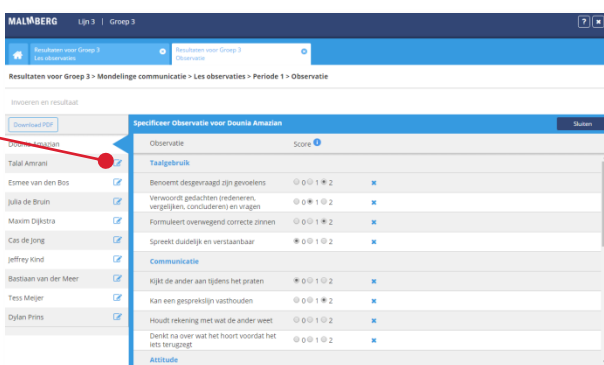 MALMBERG Lijn 3 | Groep 3 ?
Resultaten voor Groep 3
Les observaties
Resultaten voor Groep 3
Observatie
Resultaten voor Groep 3 > Mondelinge communicatie > Les observaties > Periode 1 > Observatie
Invoeren en resultaat
Download PDF
Specificeer Observatie voor Dounia Amazian Sluiten
Dounia Amazian
Talal Amrani
Esmee van den Bos
Julia de Bruin
Maxim Dijkstra
Cas de Jong
Jeffrey Kind
Bastiaan van der Meer
Tess Meijer
Dylan Prins
Observatie Score
Taalgebruik
Benoemt desgevraagd zijn gevoelens 0 1 2
Verwoordt gedachten (redeneren,
vergelijken, concluderen) en vragen 0 1 2
Formuleert overwegend correcte zinnen 0 1 2
Spreekt duidelijk en verstaanbaar 0 1 2
Communicatie
Kijkt de ander aan tijdens het praten 0 1 2
Kan een gesprekslijn vasthouden 0 1 2
Houdt rekening met wat de ander weet 0 1 2
Denkt na over wat het hoort voordat het
iets terugzegt 0 1 2
Attitude